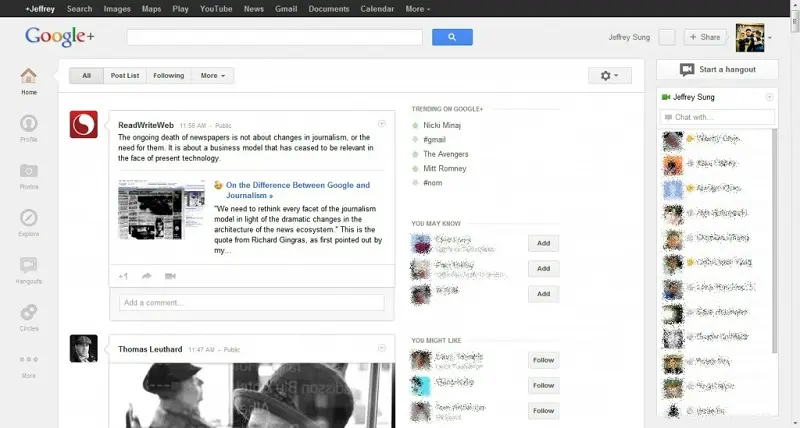 +Jeffrey Search Images Maps Play YouTube News Gmail Documents Calendar More
Google+
Jeffrey Sung
+ Share
All Post List Following More
Start a hangout
Home
Profile
Photos
Explore
Hangouts
Circles
More
ReadWriteWeb 11:58 AM - Public
The ongoing death of newspapers is not about changes in journalism, or the
need for them. It is about a business model that has ceased to be relevant in
the face of present technology.
On the Difference Between Google and
Journalism »
"We need to rethink every facet of the journalism
model in light of the dramatic changes in the
architecture of the news ecosystem." This is the
quote from Richard Gingras, as first pointed out by
my...
+1
Add a comment...
Thomas Leuthard 11:47 AM - Public
TRENDING ON GOOGLE+
Nicki Minaj
#gmail
The Avengers
Mitt Romney
#nom
YOU MAY KNOW
Add
Add
Add
YOU MIGHT LIKE
Follow
Follow
Follow
Jeffrey Sung
Chat with...